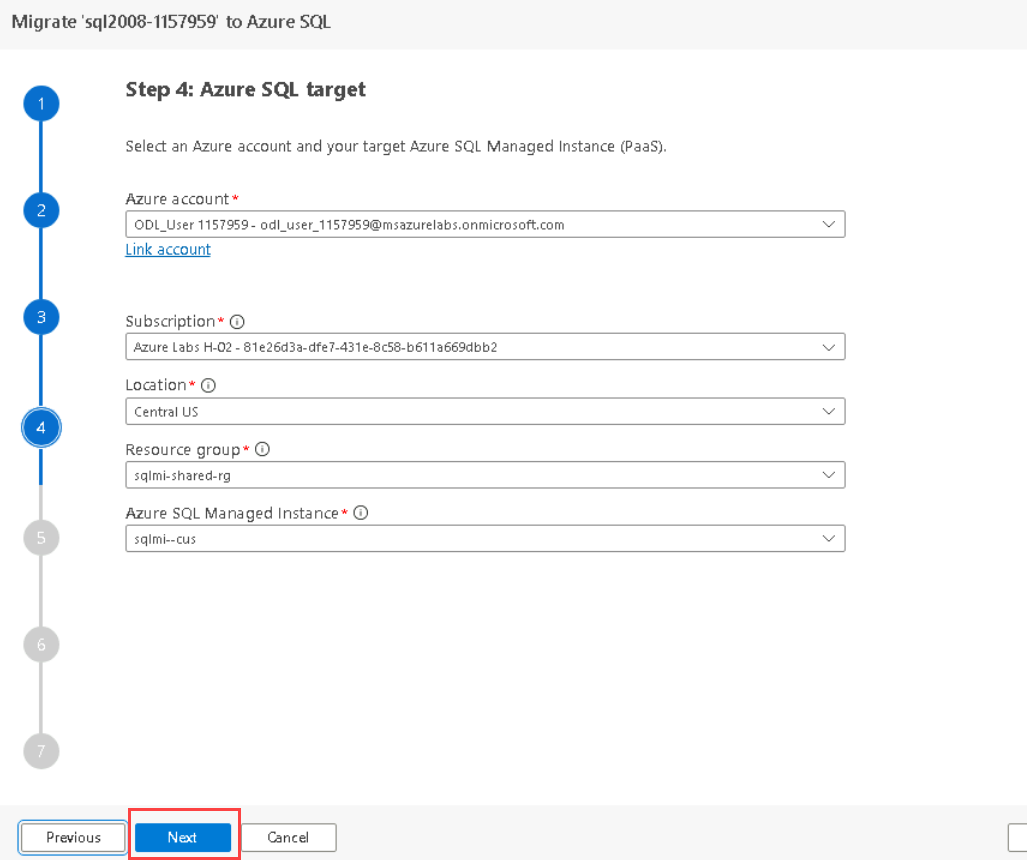 Migrate 'sql2008-1157959' to Azure SQL
1
Step 4: Azure SQL target
Select an Azure account and your target Azure SQL Managed Instance (PaaS).
2
Azure account*
ODL_User 1157959 - odl_user_1157959@msazurelabs.onmicrosoft.com
Link account
3
Subscription*
Azure Labs H-02 - 81e26d3a-dfe7-431e-8c58-b611a669dbb2
Location*
Central US
4
Resource group*
sqlmi-shared-rg
Azure SQL Managed Instance*
sqlmi--cus
5
6
7
Previous
Next
Cancel